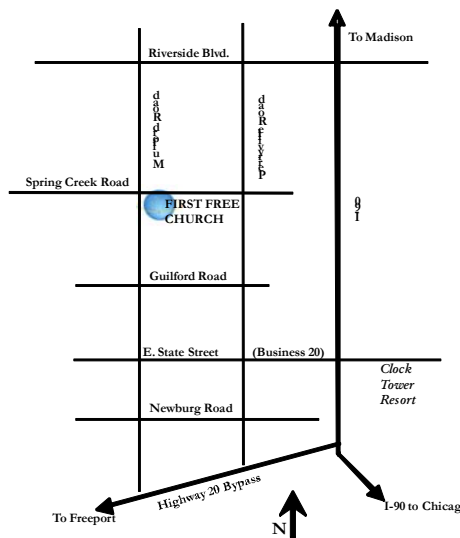 To Madison
Riverside Blvd.
Mulford Road
Perryville Road
Spring Creek Road
FIRST FREE
CHURCH
I 90
Guilford Road
E. State Street
(Business 20)
Clock
Tower
Resort
Newburg Road
Highway 20 Bypass
To Freeport
N
I-90 to Chicag